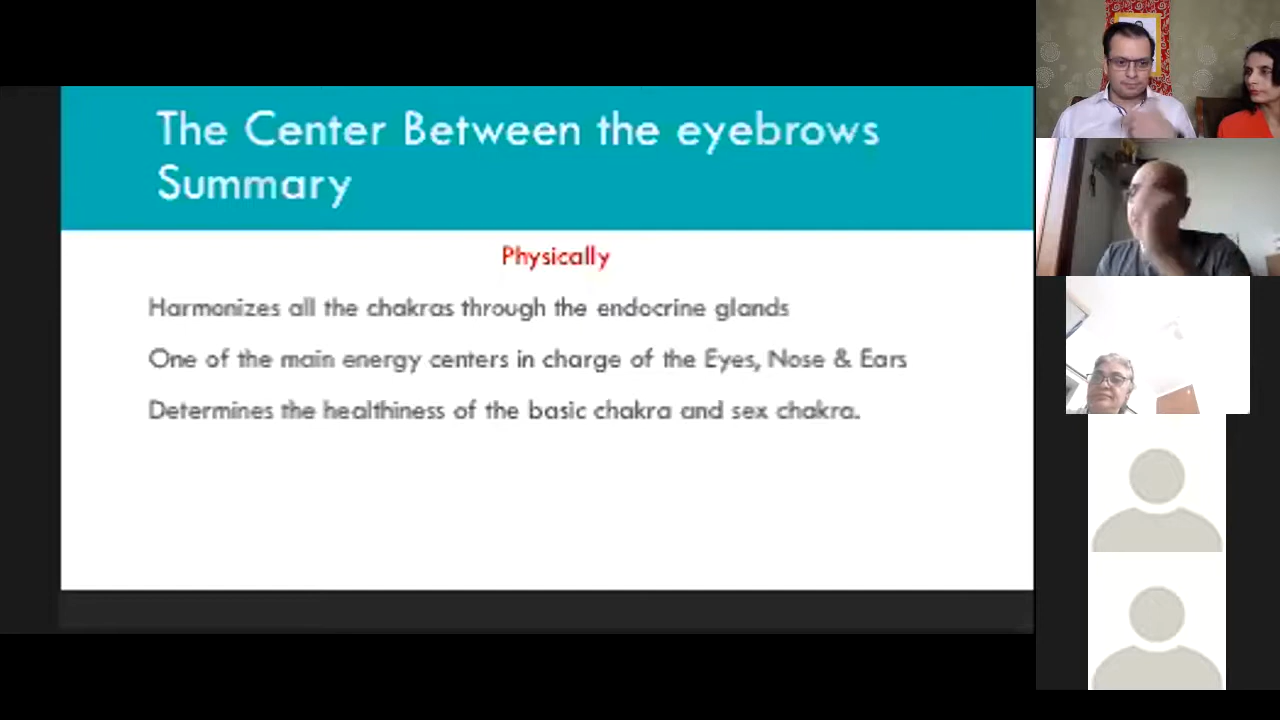 The Center Between the eyebrows
Summary
Physically
Harmonizes all the chakras through the endocrine glands
One of the main energy centers in charge of the Eyes, Nose & Ears
Determines the healthiness of the basic chakra and sex chakra.